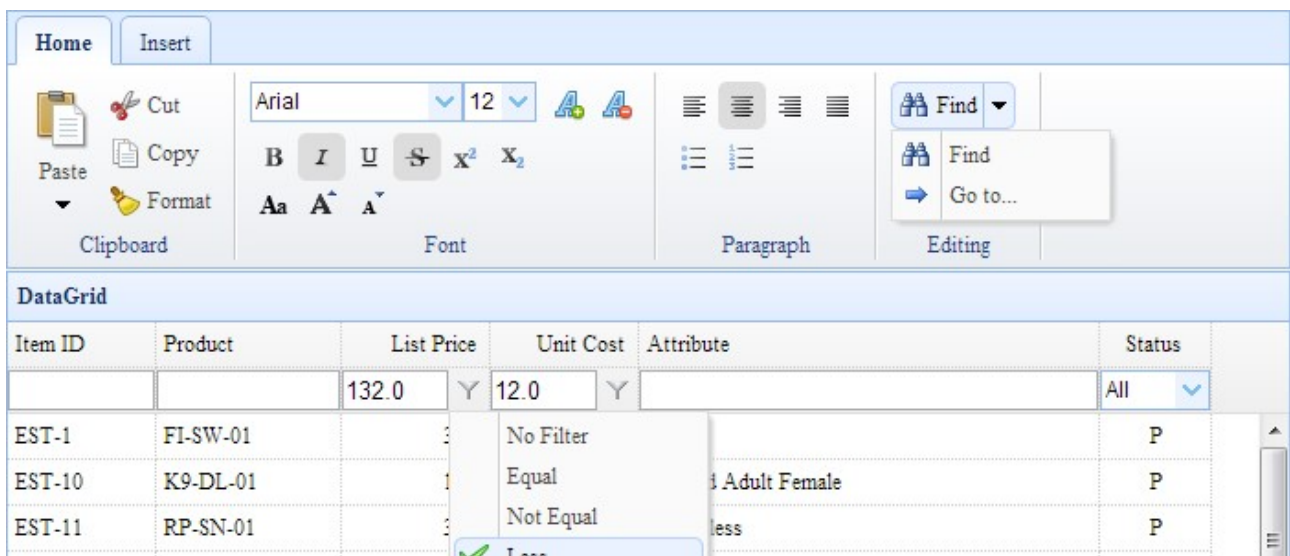 Home Insert
Cut Arial 12 Find
Copy B I U S X² X₂ Find
Paste
Format Aa A A Go to...
Clipboard Font Paragraph Editing
DataGrid
Item ID Product List Price Unit Cost Attribute Status
132.0 12.0 All
EST-1 FI-SW-01 No Filter P
EST-10 K9-DL-01 Equal Adult Female P
EST-11 RP-SN-01 Not Equal P